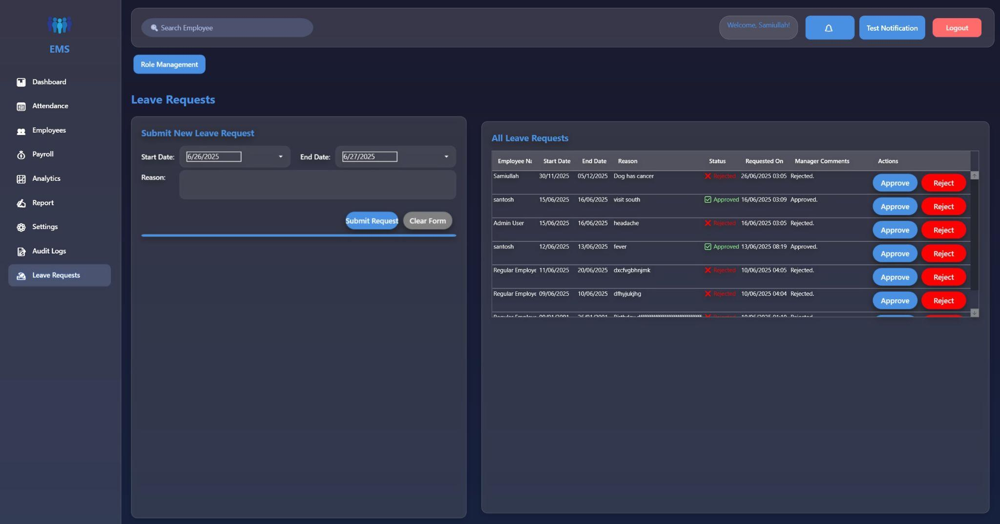 EMS
Dashboard
Attendance
Employees
Payroll
Analytics
Report
Settings
Audit Logs
Leave Requests
Search Employee
Welcome, Samiullah!
Test Notification
Logout
Role Management
Leave Requests
Submit New Leave Request
Start Date: 6/26/2025 End Date: 6/27/2025
Reason:
Submit Request Clear Form
All Leave Requests
Employee Na Start Date End Date Reason Status Requested On Manager Comments Actions
Samiullah 30/11/2025 05/12/2025 Dog has cancer Rejected 26/06/2025 03:05 Rejected. Approve Reject
santosh 15/06/2025 16/06/2025 visit south Approved 16/06/2025 03:09 Approved. Approve Reject
Admin User 15/06/2025 16/06/2025 headache Rejected 16/06/2025 03:05 Rejected. Approve Reject
santosh 12/06/2025 13/06/2025 fever Approved 13/06/2025 08:19 Approved. Approve Reject
Regular Employe 11/06/2025 20/06/2025 dxcfvgbhnjmk Rejected 10/06/2025 04:05 Rejected. Approve Reject
Regular Employe 09/06/2025 10/06/2025 dfhyjukjhg Rejected 10/06/2025 04:04 Rejected. Approve Reject